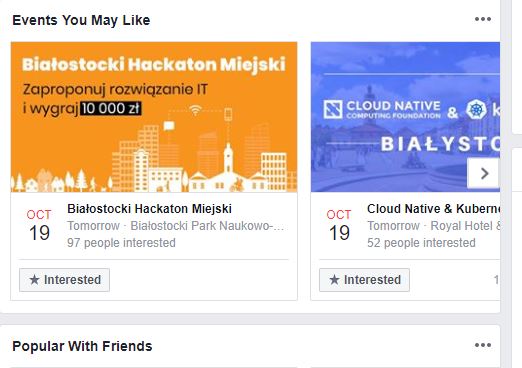 Events You May Like
Białostocki Hackaton Miejski
Zaproponuj rozwiązanie IT
i wygraj 10 000 zł
OCT
19
Białostocki Hackaton Miejski
Tomorrow · Białostocki Park Naukowo-...
97 people interested
★ Interested
CLOUD NATIVE
COMPUTING FOUNDATION
&
k
BIAŁYSTO
OCT
19
Cloud Native & Kuberne
Tomorrow · Royal Hotel &
52 people interested
★ Interested
1
Popular With Friends